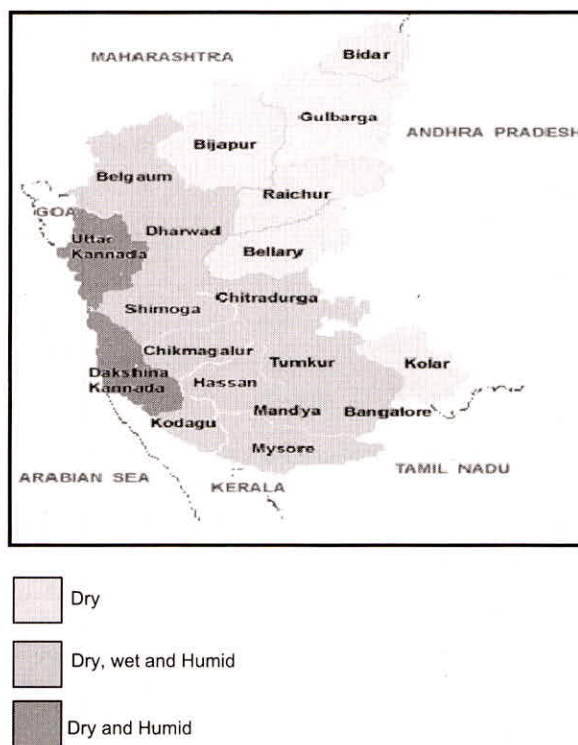 MAHARASHTRA
Bidar
Gulbarga
ANDHRA PRADESH
Bijapur
Belgaum
Raichur
GOA
Dharwad
Uttar
Kannada
Bellary
Chitradurga
Shimoga
Chikmagalur
Tumkur
Kolar
Dakshina
Kannada
Hassan
Mandya
Bangalore
Kodagu
Mysore
ARABIAN SEA
KERALA
TAMIL NADU
Dry
Dry, wet and Humid
Dry and Humid